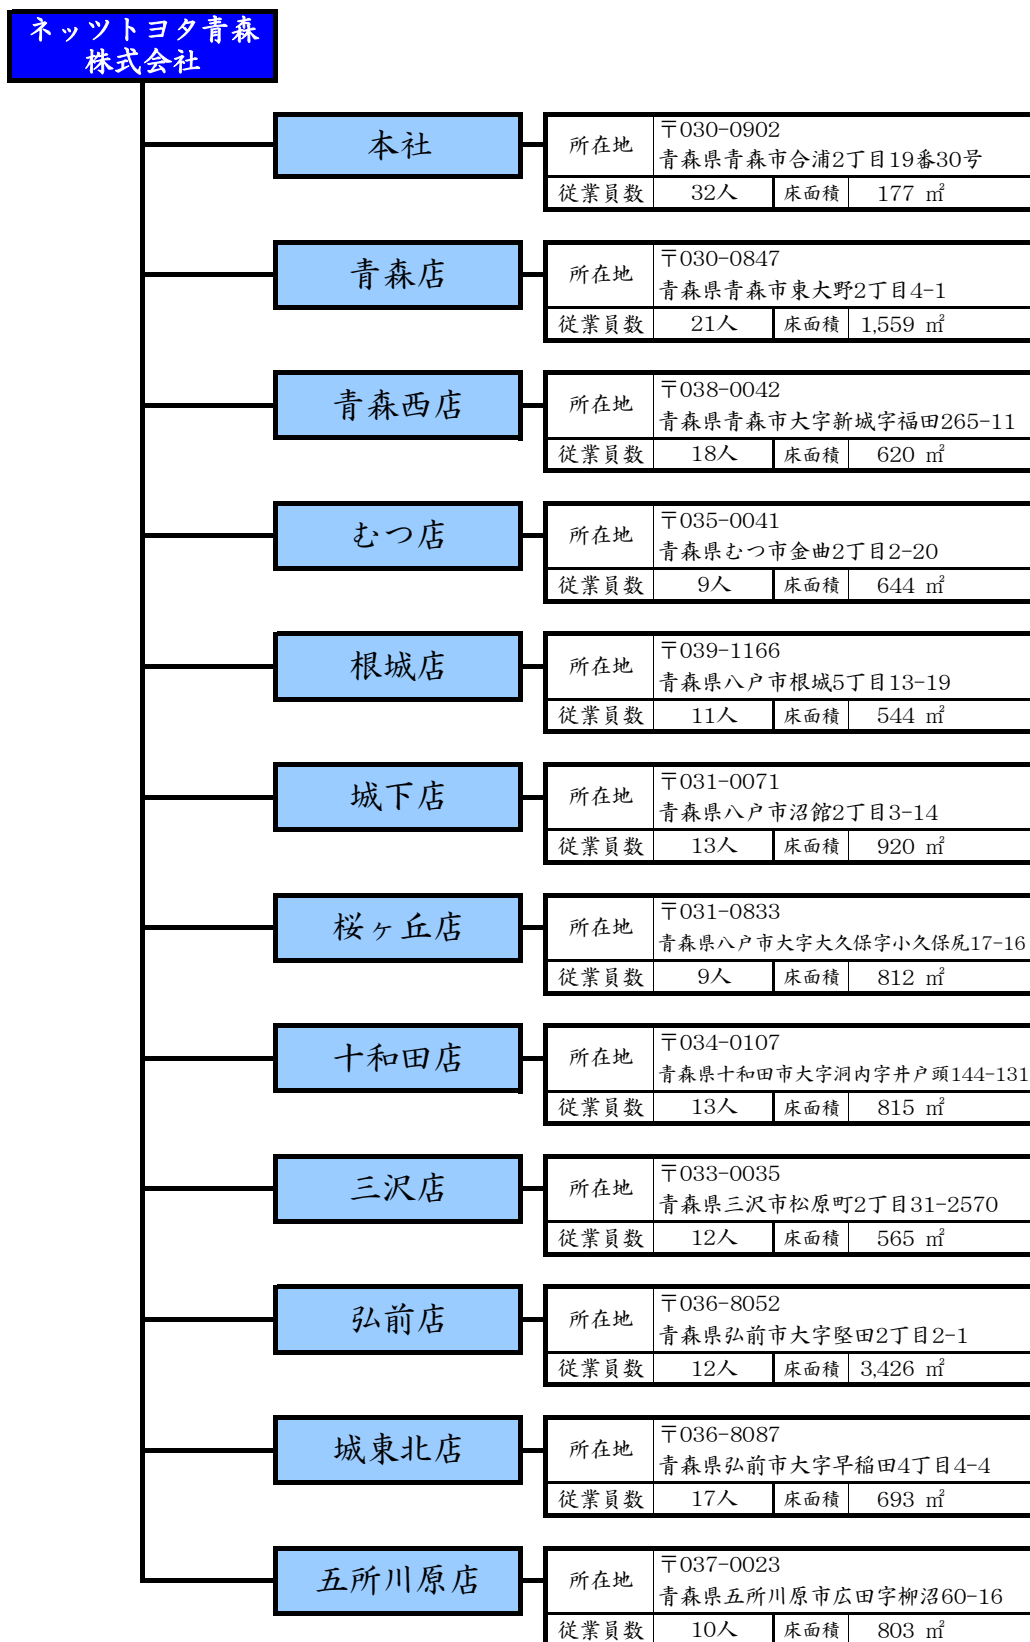 ネッツトヨタ青森
株式会社
本社
所在地
〒030-0902
青森県青森市合浦2丁目19番30号
従業員数 32人 床面積 177 ㎡
青森店
所在地
〒030-0847
青森県青森市東大野2丁目4-1
従業員数 21人 床面積 1,559 ㎡
青森西店
所在地
〒038-0042
青森県青森市大字新城字福田265-11
従業員数 18人 床面積 620 ㎡
むつ店
所在地
〒035-0041
青森県むつ市金曲2丁目2-20
従業員数 9人 床面積 644 ㎡
根城店
所在地
〒039-1166
青森県八戸市根城5丁目13-19
従業員数 11人 床面積 544 ㎡
城下店
所在地
〒031-0071
青森県八戸市沼館2丁目3-14
従業員数 13人 床面積 920 ㎡
桜ヶ丘店
所在地
〒031-0833
青森県八戸市大字大久保字小久保尻17-16
従業員数 9人 床面積 812 ㎡
十和田店
所在地
〒034-0107
青森県十和田市大字洞内字井戸頭144-131
従業員数 13人 床面積 815 ㎡
三沢店
所在地
〒033-0035
青森県三沢市松原町2丁目31-2570
従業員数 12人 床面積 565 ㎡
弘前店
所在地
〒036-8052
青森県弘前市大字堅田2丁目2-1
従業員数 12人 床面積 3,426 ㎡
城東北店
所在地
〒036-8087
青森県弘前市大字早稲田4丁目4-4
従業員数 17人 床面積 693 ㎡
五所川原店
所在地
〒037-0023
青森県五所川原市広田字柳沼60-16
従業員数 10人 床面積 803 ㎡